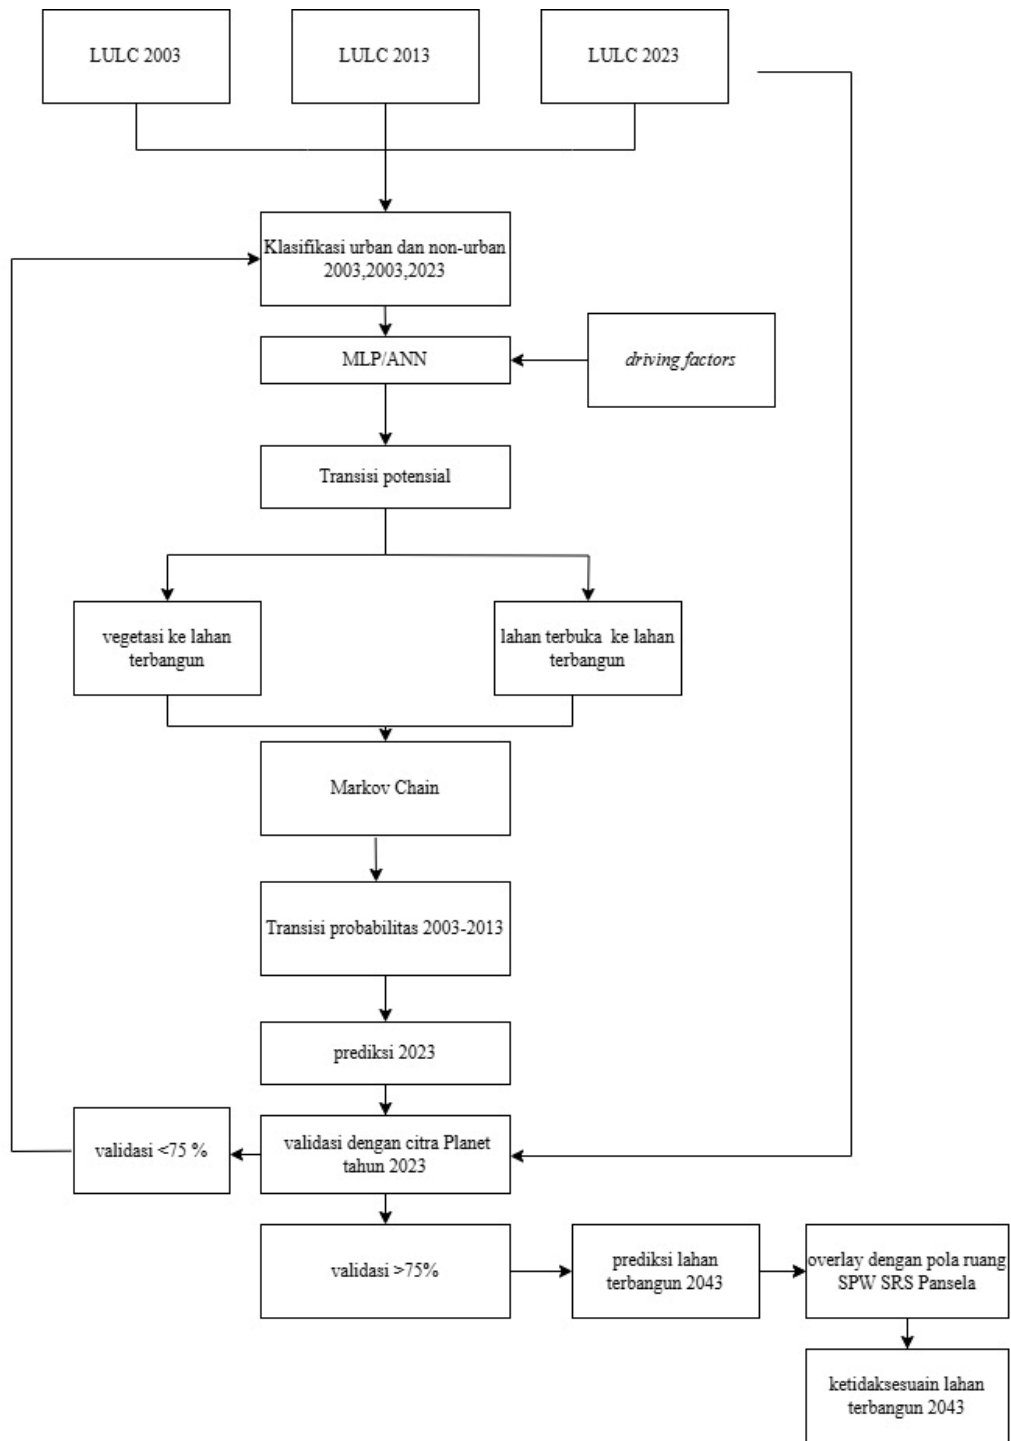 LULC 2003
LULC 2013
LULC 2023
Klasifikasi urban dan non-urban
2003,2003,2023
MLP/ANN
driving factors
Transisi potensial
vegetasi ke lahan
terbangun
lahan terbuka  ke lahan
terbangun
Markov Chain
Transisi probabilitas 2003-2013
prediksi 2023
validasi dengan citra Planet
tahun 2023
validasi <75 %
validasi >75%
prediksi lahan
terbangun 2043
overlay dengan pola ruang
SPW SRS Pansela
ketidaksesuain lahan
terbangun 2043